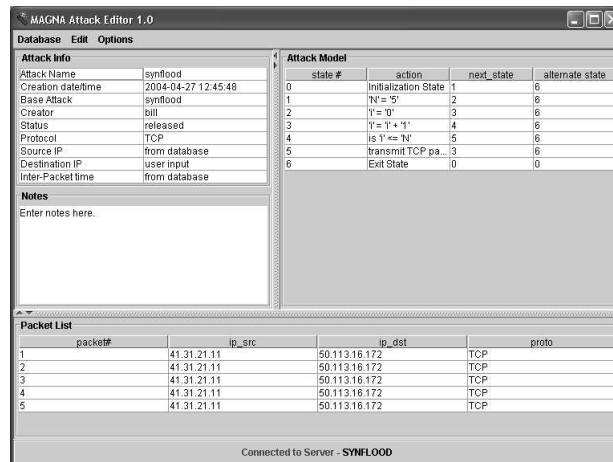 MAGNA Attack Editor 1.0
Database Edit Options
Attack Info
Attack Name synflood
Creation date/time 2004-04-27 12:45:48
Base Attack synflood
Creator bill
Status released
Protocol TCP
Source IP from database
Destination IP user input
Inter-Packet time from database
Notes
Enter notes here.
Attack Model
state # action next_state alternate state
0 Initialization State 1 6
1 'N' = '5' 2 6
2 'i' = '0' 3 6
3 'i' = 'i' + '1' 4 6
4 is 'i' <= 'N' 5 6
5 transmit TCP pa... 3 6
6 Exit State 0 0
Packet List
packet# ip_src ip_dst proto
1 41.31.21.11 50.113.16.172 TCP
2 41.31.21.11 50.113.16.172 TCP
3 41.31.21.11 50.113.16.172 TCP
4 41.31.21.11 50.113.16.172 TCP
5 41.31.21.11 50.113.16.172 TCP
Connected to Server - SYNFLOOD